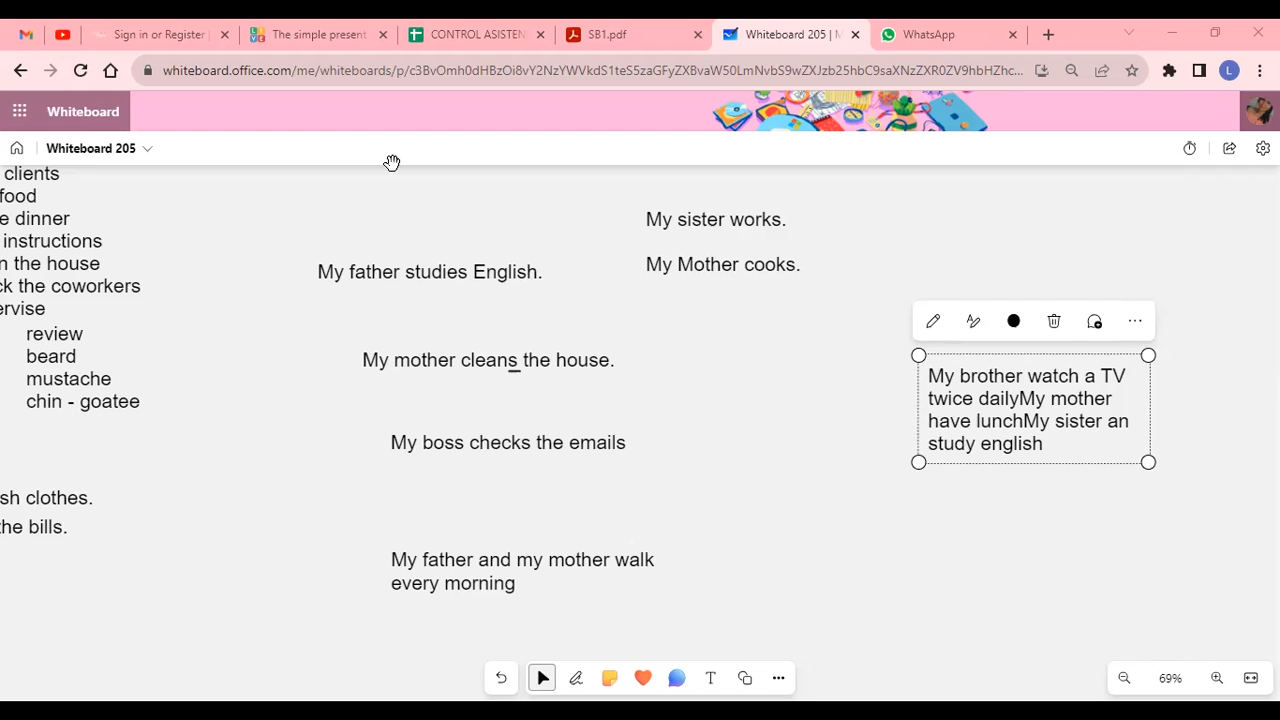 Sign in or Register
The simple present
CONTROL ASISTEN
SB1.pdf
Whiteboard 205 | M
WhatsApp
whiteboard.office.com/me/whiteboards/p/c3BvOmh0dHBzOi8vY2NzYWVkdS1teS5zaGFyZXBvaW50LmNvbS9wZXJzb25hbC9saXNzZXR0ZV9hbHZhc...
L
Whiteboard
Whiteboard 205
clients
food
e dinner
instructions
n the house
ck the coworkers
ervise
review
beard
mustache
chin - goatee
sh clothes.
the bills.
My sister works.
My Mother cooks.
My father studies English.
My mother cleans the house.
My boss checks the emails
My father and my mother walk
every morning
My brother watch a TV
twice dailyMy mother
have lunchMy sister an
study english
T
69%